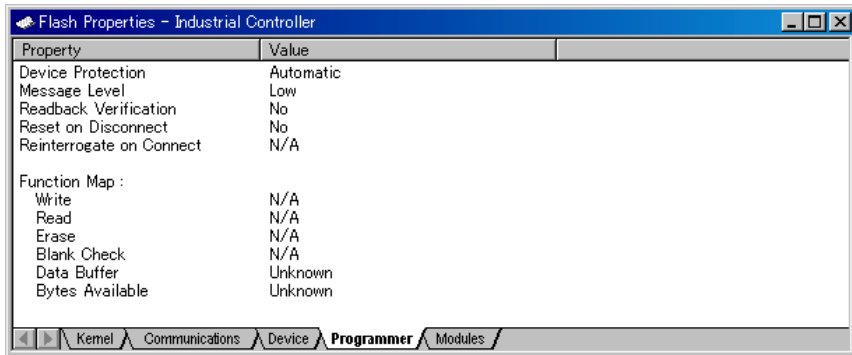 Flash Properties - Industrial Controller
Property Value
Device Protection Automatic
Message Level Low
Readback Verification No
Reset on Disconnect No
Reinterrogate on Connect N/A
Function Map :
Write N/A
Read N/A
Erase N/A
Blank Check N/A
Data Buffer Unknown
Bytes Available Unknown
Kernel Communications Device Programmer Modules